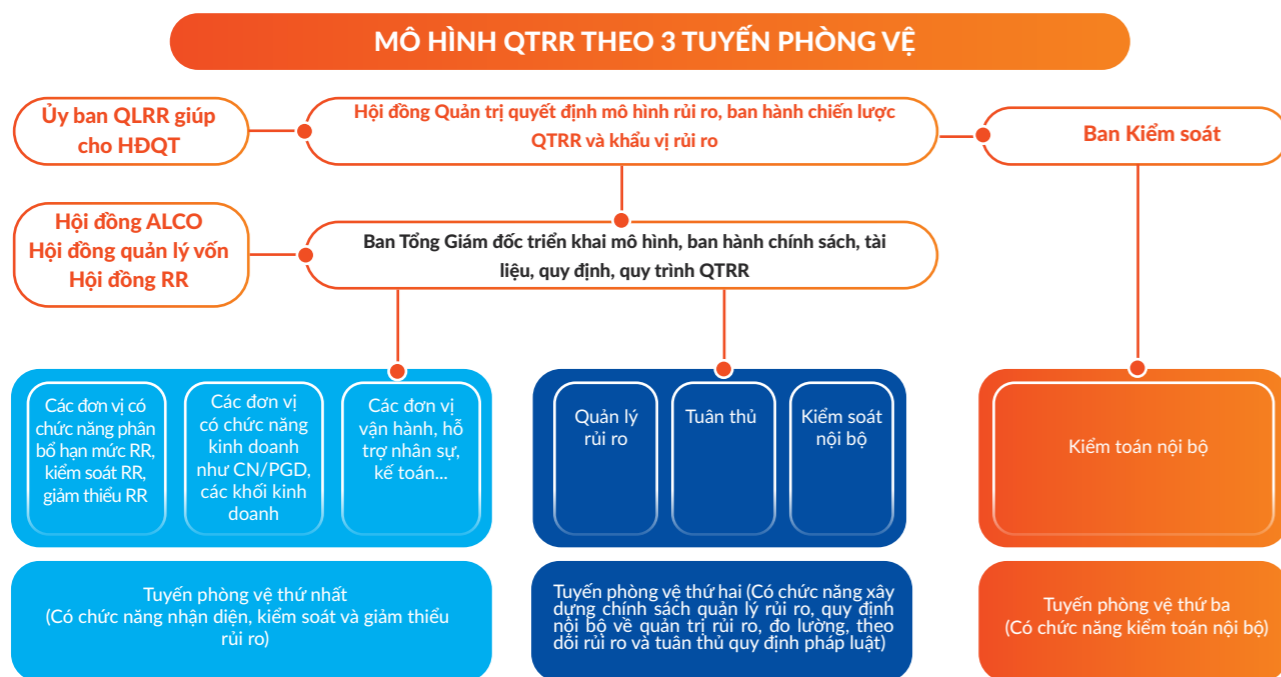 MÔ HÌNH QTRR THEO 3 TUYẾN PHÒNG VỆ
Ủy ban QLRR giúp
cho HĐQT
Hội đồng Quản trị quyết định mô hình rủi ro, ban hành chiến lược
QTRR và khẩu vị rủi ro
Ban Kiểm soát
Hội đồng ALCO
Hội đồng quản lý vốn
Hội đồng RR
Ban Tổng Giám đốc triển khai mô hình, ban hành chính sách, tài
liệu, quy định, quy trình QTRR
Các đơn vị có
chức năng phân
bổ hạn mức RR,
kiểm soát RR,
giảm thiểu RR
Các đơn vị
có chức năng
kinh doanh
như CN/PGD,
các khối kinh
doanh
Các đơn vị
vận hành, hỗ
trợ nhân sự,
kế toán...
Quản lý
rủi ro
Tuân thủ
Kiểm soát
nội bộ
Kiểm toán nội bộ
Tuyến phòng vệ thứ nhất
(Có chức năng nhận diện, kiểm soát và giảm thiểu
rủi ro)
Tuyến phòng vệ thứ hai (Có chức năng xây
dựng chính sách quản lý rủi ro, quy định
nội bộ về quản trị rủi ro, đo lường, theo
dõi rủi ro và tuân thủ quy định pháp luật)
Tuyến phòng vệ thứ ba
(Có chức năng kiểm toán nội bộ)